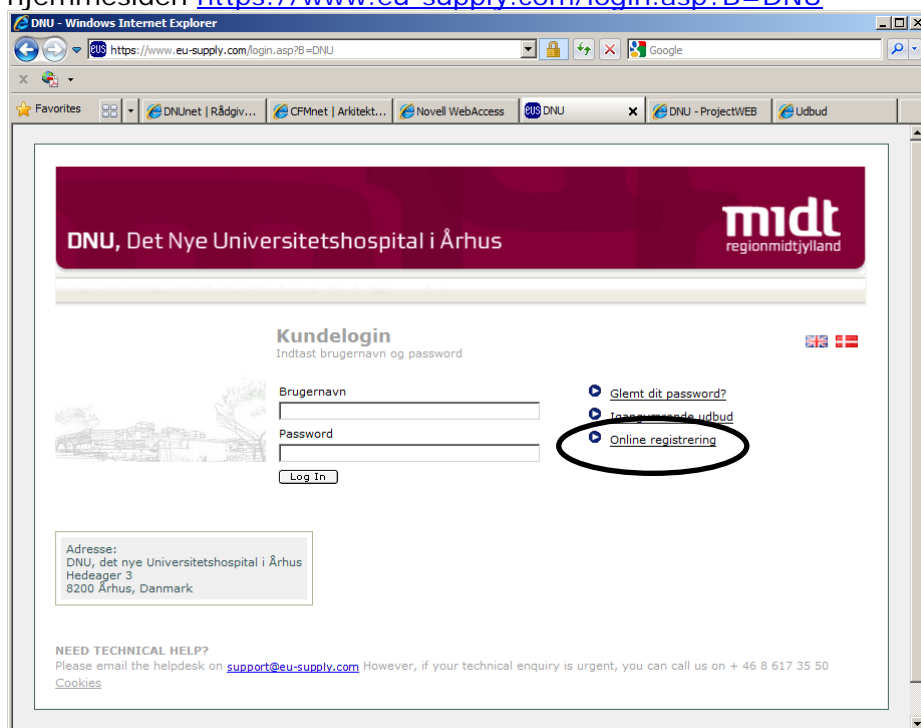 hjemmesiden https://www.eu-supply.com/login.asp?B=DNU
DNU - Windows Internet Explorer
EUS https://www.eu-supply.com/login.asp?B=DNU
Google
x
Favorites
DNUnet | Rådgiv...
CFMnet | Arkitekt...
Novell WebAccess
EUS DNU
x
DNU - ProjectWEB
Udbud
DNU, Det Nye Universitetshospital i Århus
midt
regionmidtjylland
Kundelogin
Indtast brugernavn og password
Brugernavn
Password
Log In
Glemt dit password?
Igangværende udbud
Online registrering
Adresse:
DNU, det nye Universitetshospital i Århus
Hedeager 3
8200 Århus, Danmark
NEED TECHNICAL HELP?
Please email the helpdesk on support@eu-supply.com However, if your technical enquiry is urgent, you can call us on + 46 8 617 35 50
Cookies